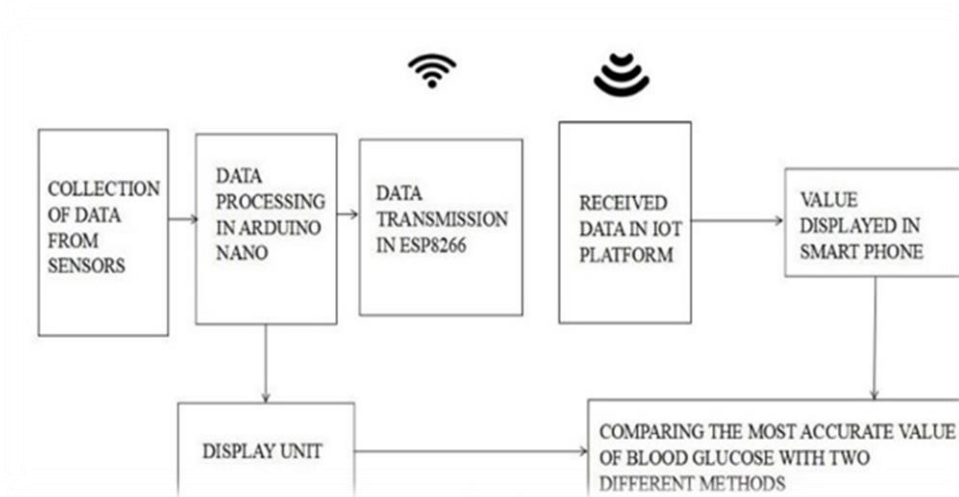 COLLECTION
OF DATA
FROM
SENSORS
DATA
PROCESSING
IN ARDUINO
NANO
DATA
TRANSMISSION
IN ESP8266
RECEIVED
DATA IN IOT
PLATFORM
VALUE
DISPLAYED IN
SMART PHONE
DISPLAY UNIT
COMPARING THE MOST ACCURATE VALUE
OF BLOOD GLUCOSE WITH TWO
DIFFERENT METHODS